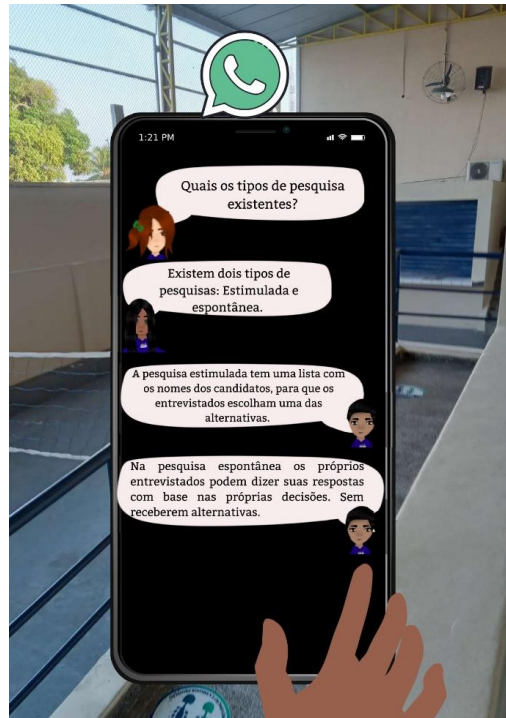 1:21 PM
Quais os tipos de pesquisa
existentes?
Existem dois tipos de
pesquisas: Estimulada e
espontânea.
A pesquisa estimulada tem uma lista com
os nomes dos candidatos, para que os
entrevistados escolham uma das
alternativas.
Na pesquisa espontânea os próprios
entrevistados podem dizer suas respostas
com base nas próprias decisões. Sem
receberem alternativas.